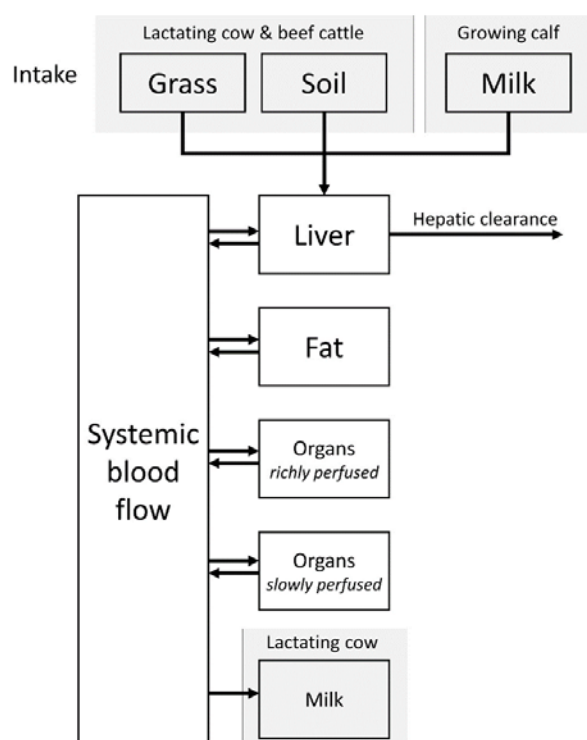 Lactating cow & beef cattle
Growing calf
Intake
Grass
Soil
Milk
Liver
Hepatic clearance
Fat
Systemic
blood
flow
Organs
richly perfused
Organs
slowly perfused
Lactating cow
Milk